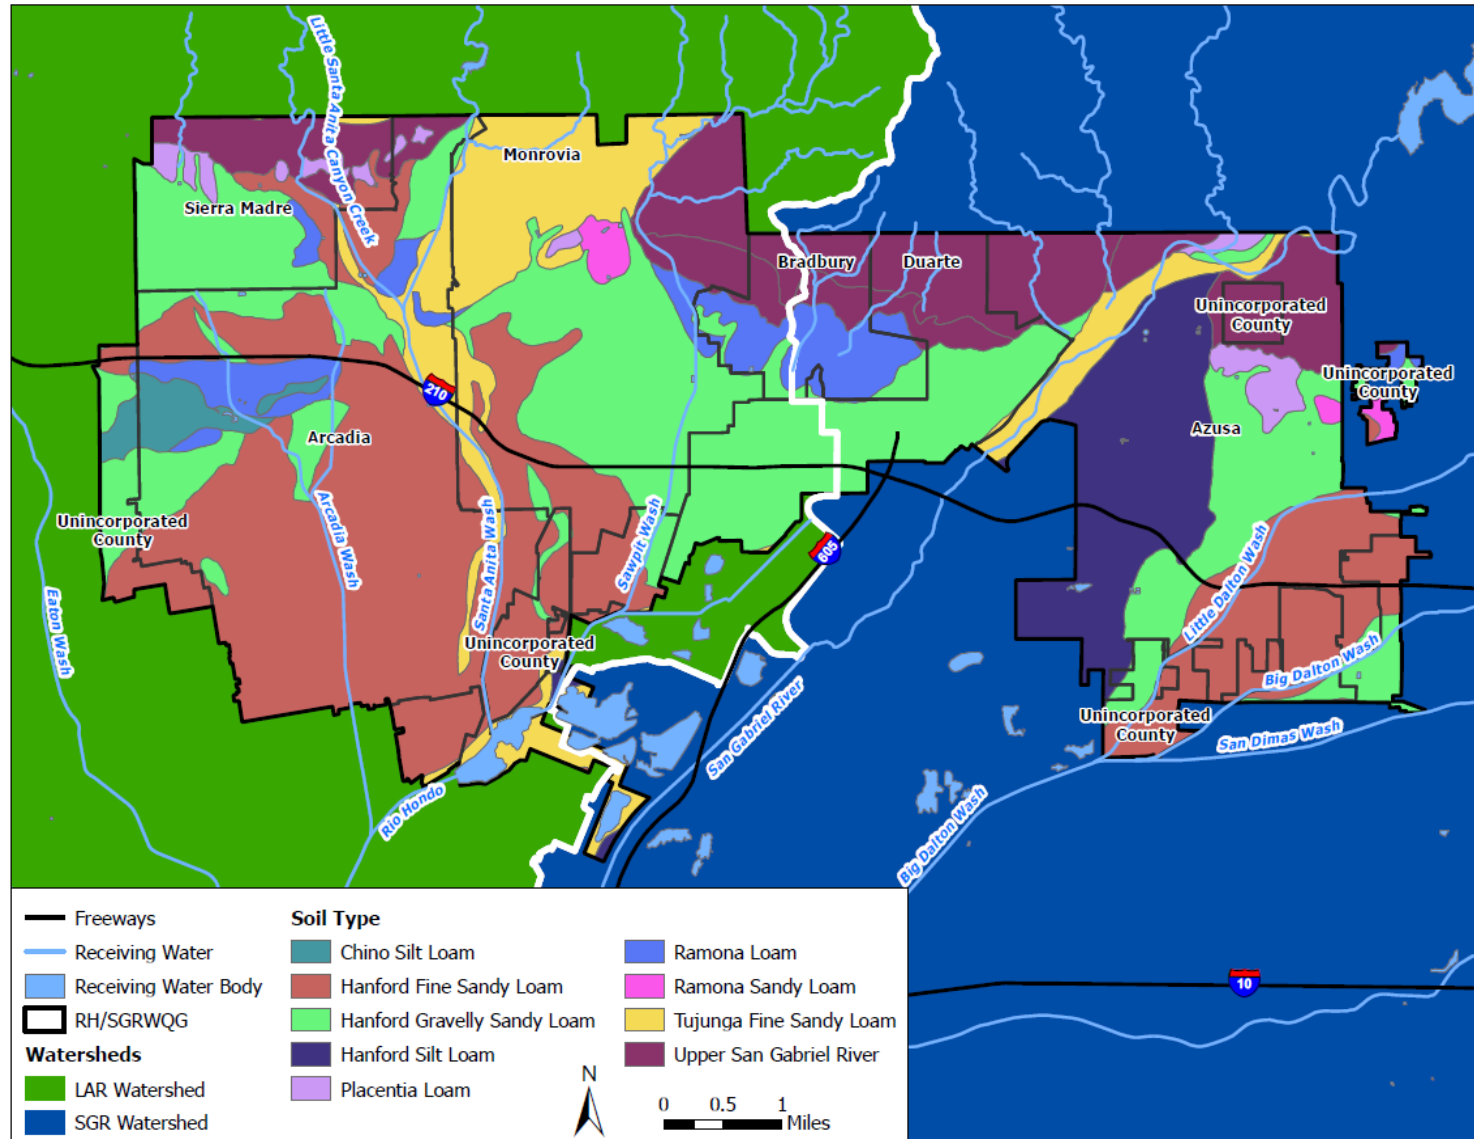 Little Santa Anita Canyon Creek
Monrovia
Sierra Madre
Bradbury
Duarte
Unincorporated
County
Unincorporated
County
210
Arcadia
Azusa
Unincorporated
County
Arcadia Wash
Santa Anita Wash
Sawpit Wash
605
Eaton Wash
Little Dalton Wash
Unincorporated
County
Big Dalton Wash
San Gabriel River
Unincorporated
County
San Dimas Wash
Rio Hondo
Big Dalton Wash
10
Freeways
Receiving Water
Receiving Water Body
RH/SGRWQG
Watersheds
LAR Watershed
SGR Watershed
Soil Type
Chino Silt Loam
Hanford Fine Sandy Loam
Hanford Gravelly Sandy Loam
Hanford Silt Loam
Placentia Loam
Ramona Loam
Ramona Sandy Loam
Tujunga Fine Sandy Loam
Upper San Gabriel River
N
0 0.5 1
Miles